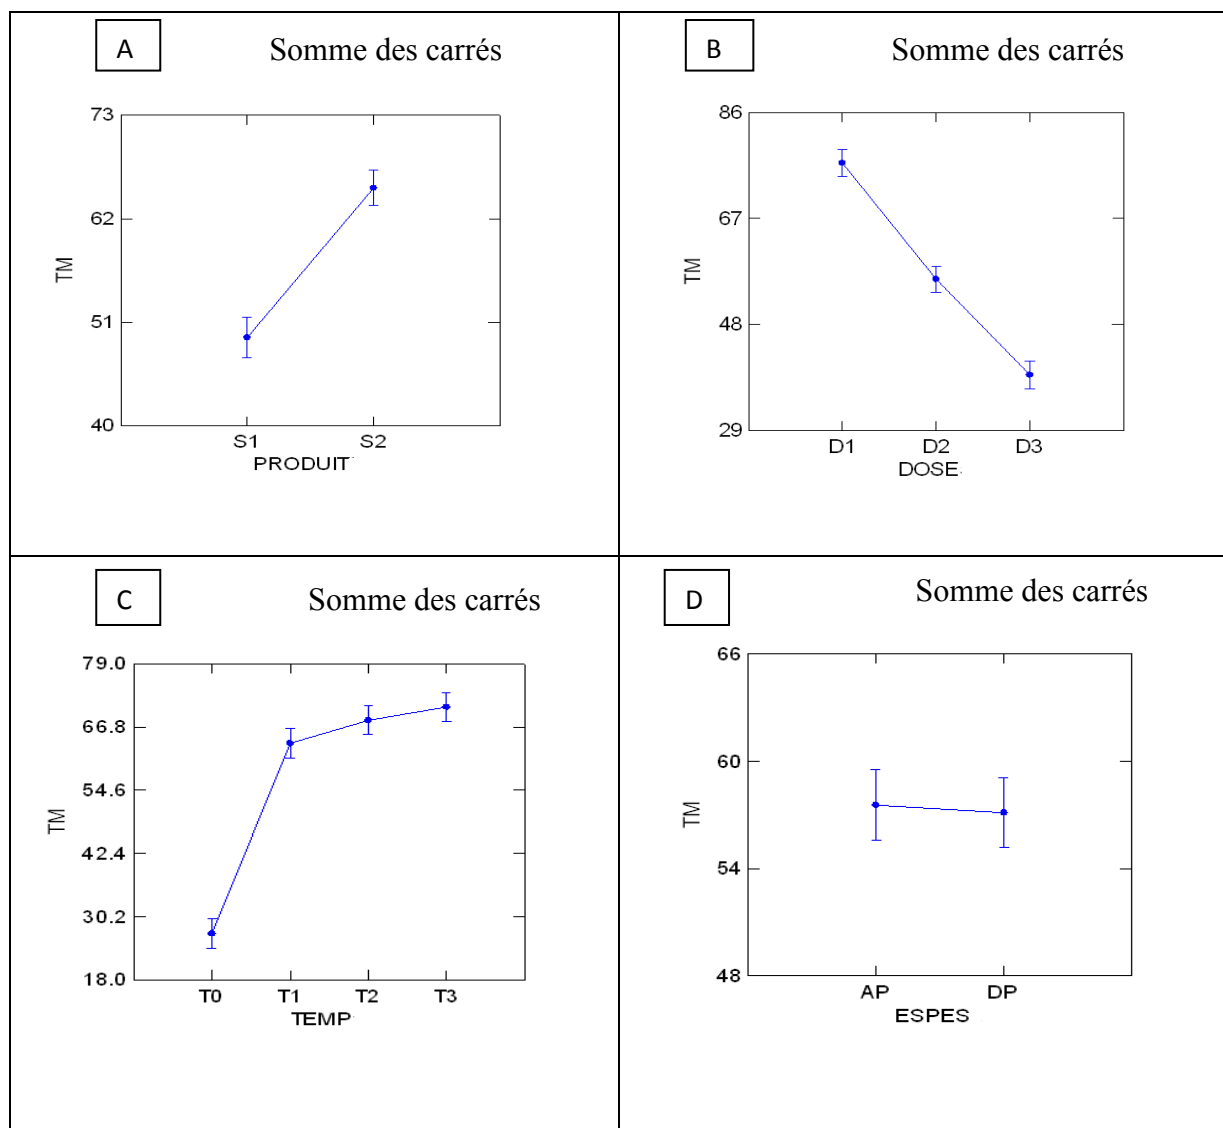 A
Somme des carrés
73
62
51
40
TM
S1 S2
PRODUIT
B
Somme des carrés
86
67
48
29
TM
D1 D2 D3
DOSE
C
Somme des carrés
79.0
66.8
54.6
42.4
30.2
18.0
TM
T0 T1 T2 T3
TEMP
D
Somme des carrés
66
60
54
48
TM
AP DP
ESPES